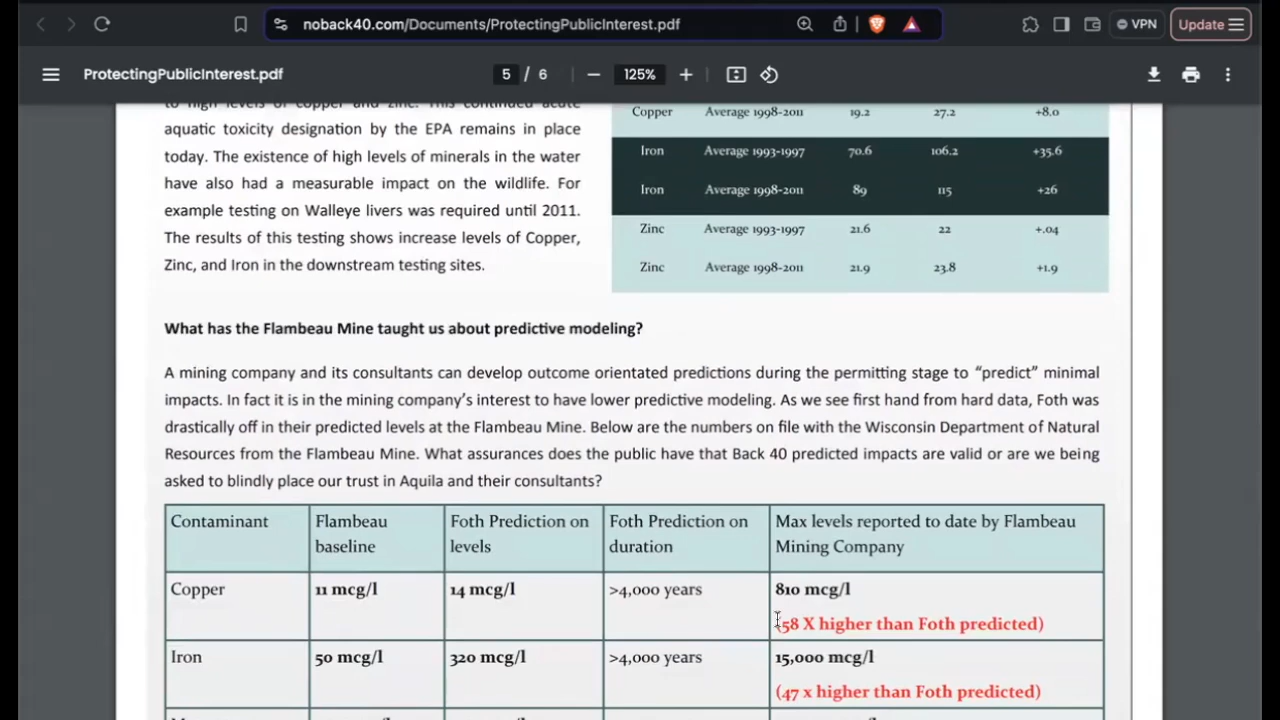 noback40.com/Documents/ProtectingPublicInterest.pdf
VPN
Update
ProtectingPublicInterest.pdf
5 / 6
125%
to high levels of copper and zinc. This continued acute
aquatic toxicity designation by the EPA remains in place
today. The existence of high levels of minerals in the water
have also had a measurable impact on the wildlife. For
example testing on Walleye livers was required until 2011.
The results of this testing shows increase levels of Copper,
Zinc, and Iron in the downstream testing sites.
Copper Average 1998-2011 19.2 27.2 +8.0
Iron Average 1993-1997 70.6 106.2 +35.6
Iron Average 1998-2011 89 115 +26
Zinc Average 1993-1997 21.6 22 +.04
Zinc Average 1998-2011 21.9 23.8 +1.9
What has the Flambeau Mine taught us about predictive modeling?
A mining company and its consultants can develop outcome orientated predictions during the permitting stage to “predict” minimal
impacts. In fact it is in the mining company’s interest to have lower predictive modeling. As we see first hand from hard data, Foth was
drastically off in their predicted levels at the Flambeau Mine. Below are the numbers on file with the Wisconsin Department of Natural
Resources from the Flambeau Mine. What assurances does the public have that Back 40 predicted impacts are valid or are we being
asked to blindly place our trust in Aquila and their consultants?
Contaminant Flambeau baseline Foth Prediction on levels Foth Prediction on duration Max levels reported to date by Flambeau Mining Company
Copper 11 mcg/l 14 mcg/l >4,000 years 810 mcg/l
(58 X higher than Foth predicted)
Iron 50 mcg/l 320 mcg/l >4,000 years 15,000 mcg/l
(47 x higher than Foth predicted)